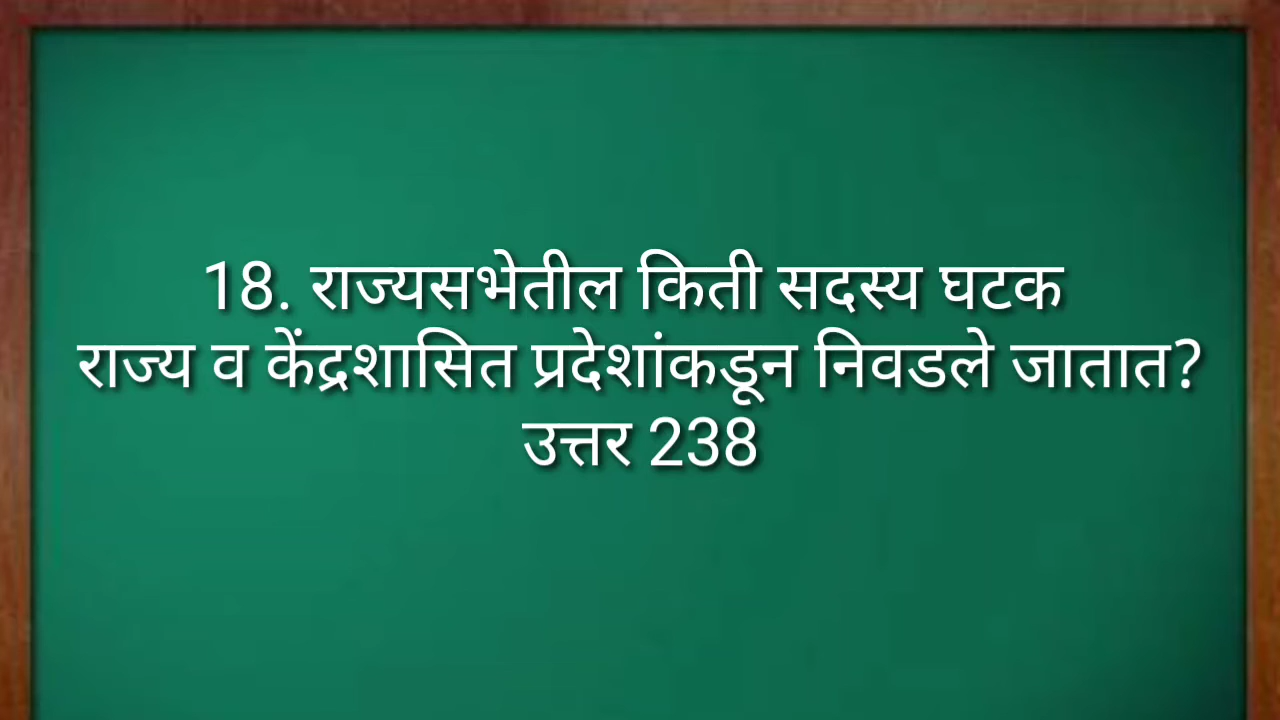 18. राज्यसभेतील किती सदस्य घटक
राज्य व केंद्रशासित प्रदेशांकडून निवडले जातात?
उत्तर 238